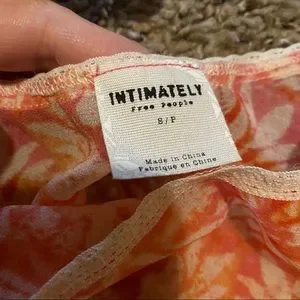 INTIMATELY
Free People
S/P
Made in China
Fabriqué en Chine